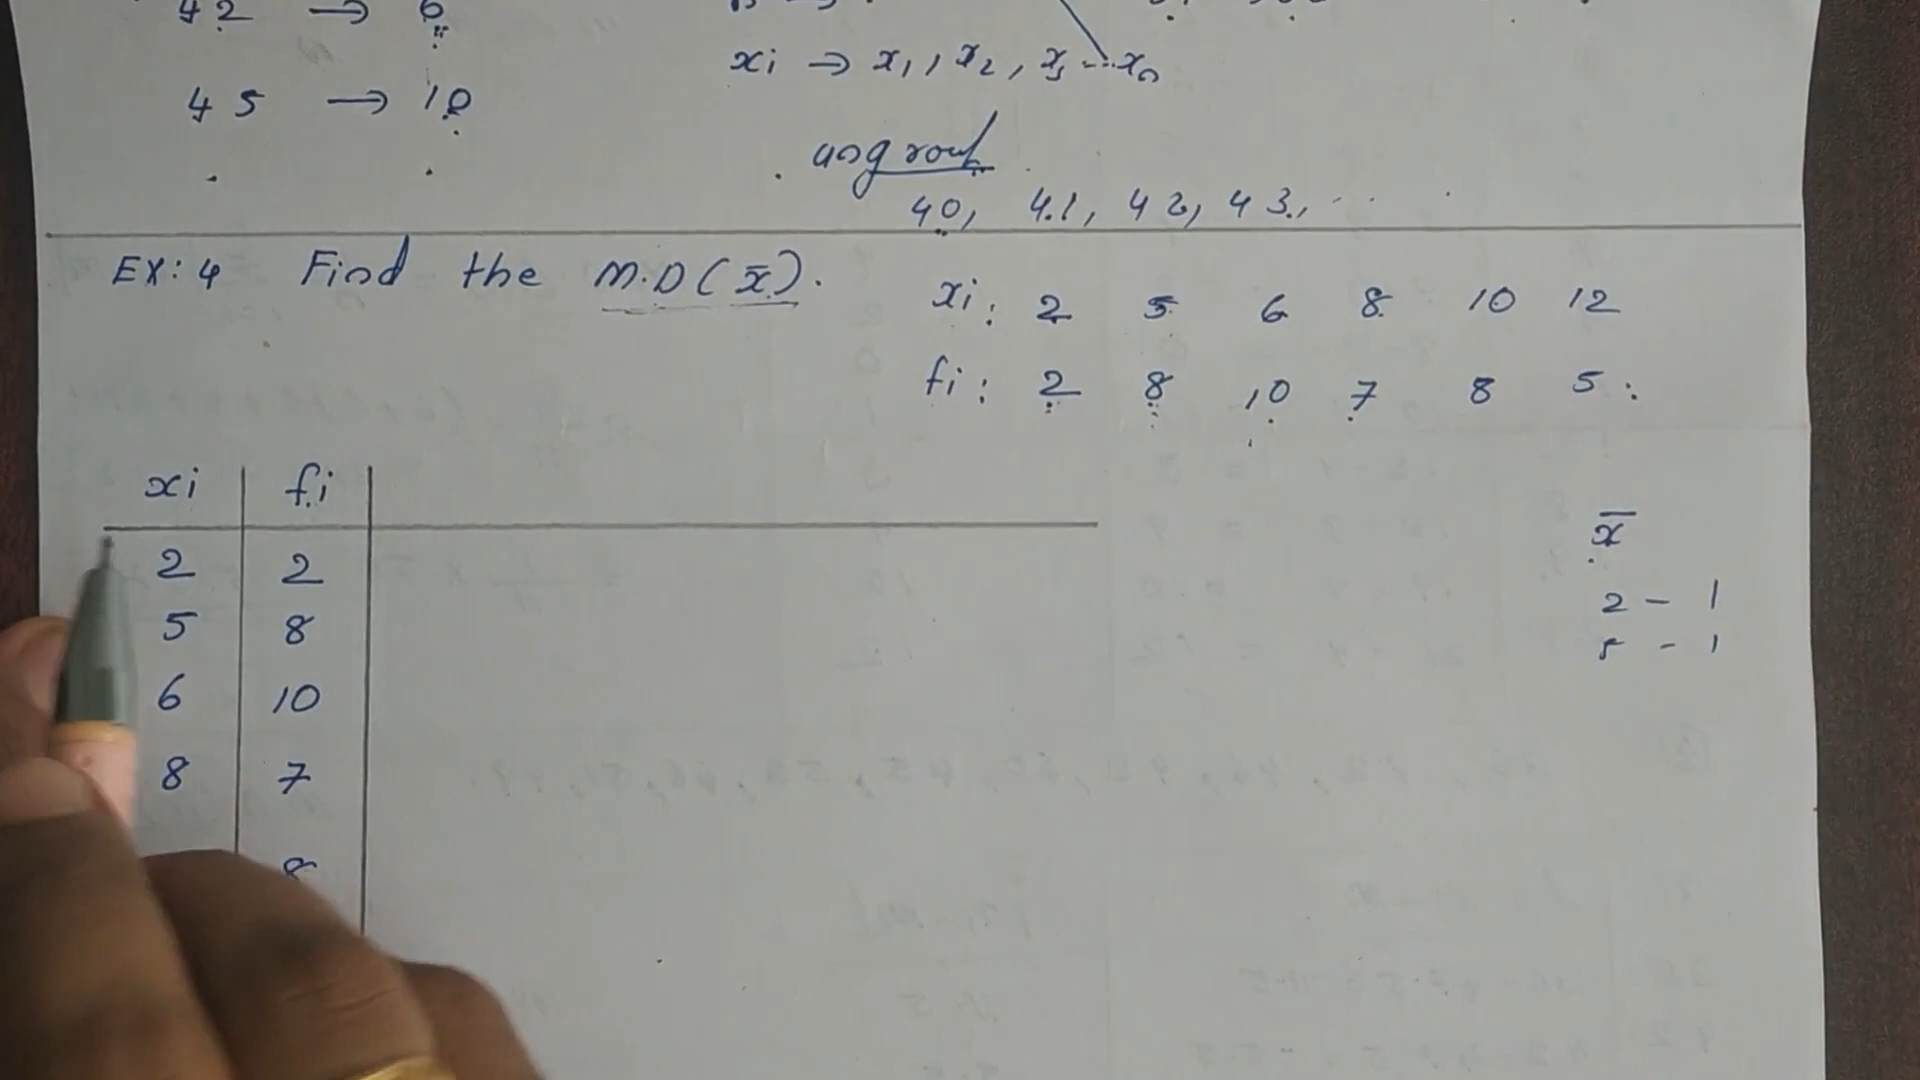 42 → 6
45 → 10
xi → x1, x2, x3 ... xn
40, 41, 42, 43, ...
EX: 4 Find the M.D (x̄).
xi: 2 5 6 8 10 12
fi: 2 8 10 7 8 5
xi fi
2 2
5 8
6 10
8 7
8
x̄
2 - 1
5 - 1